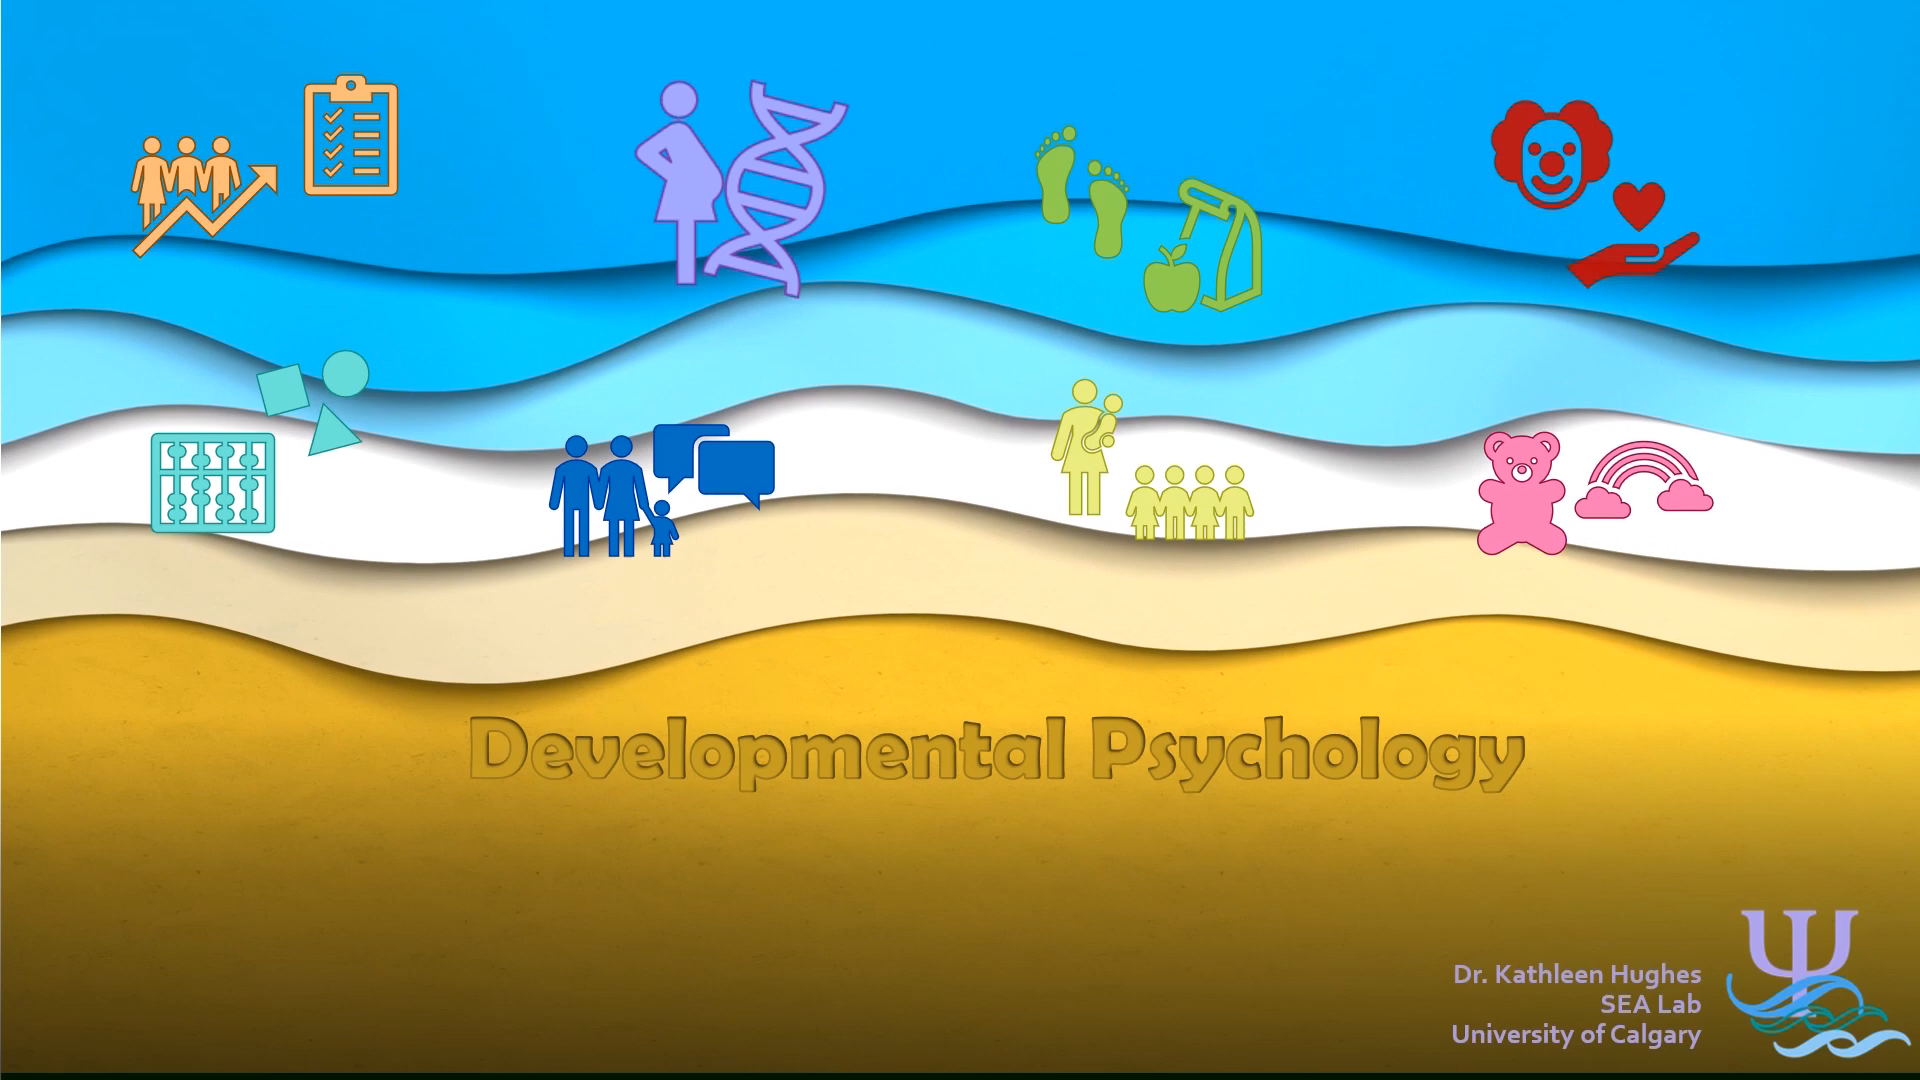 Developmental Psychology
Dr. Kathleen Hughes
SEA Lab
University of Calgary